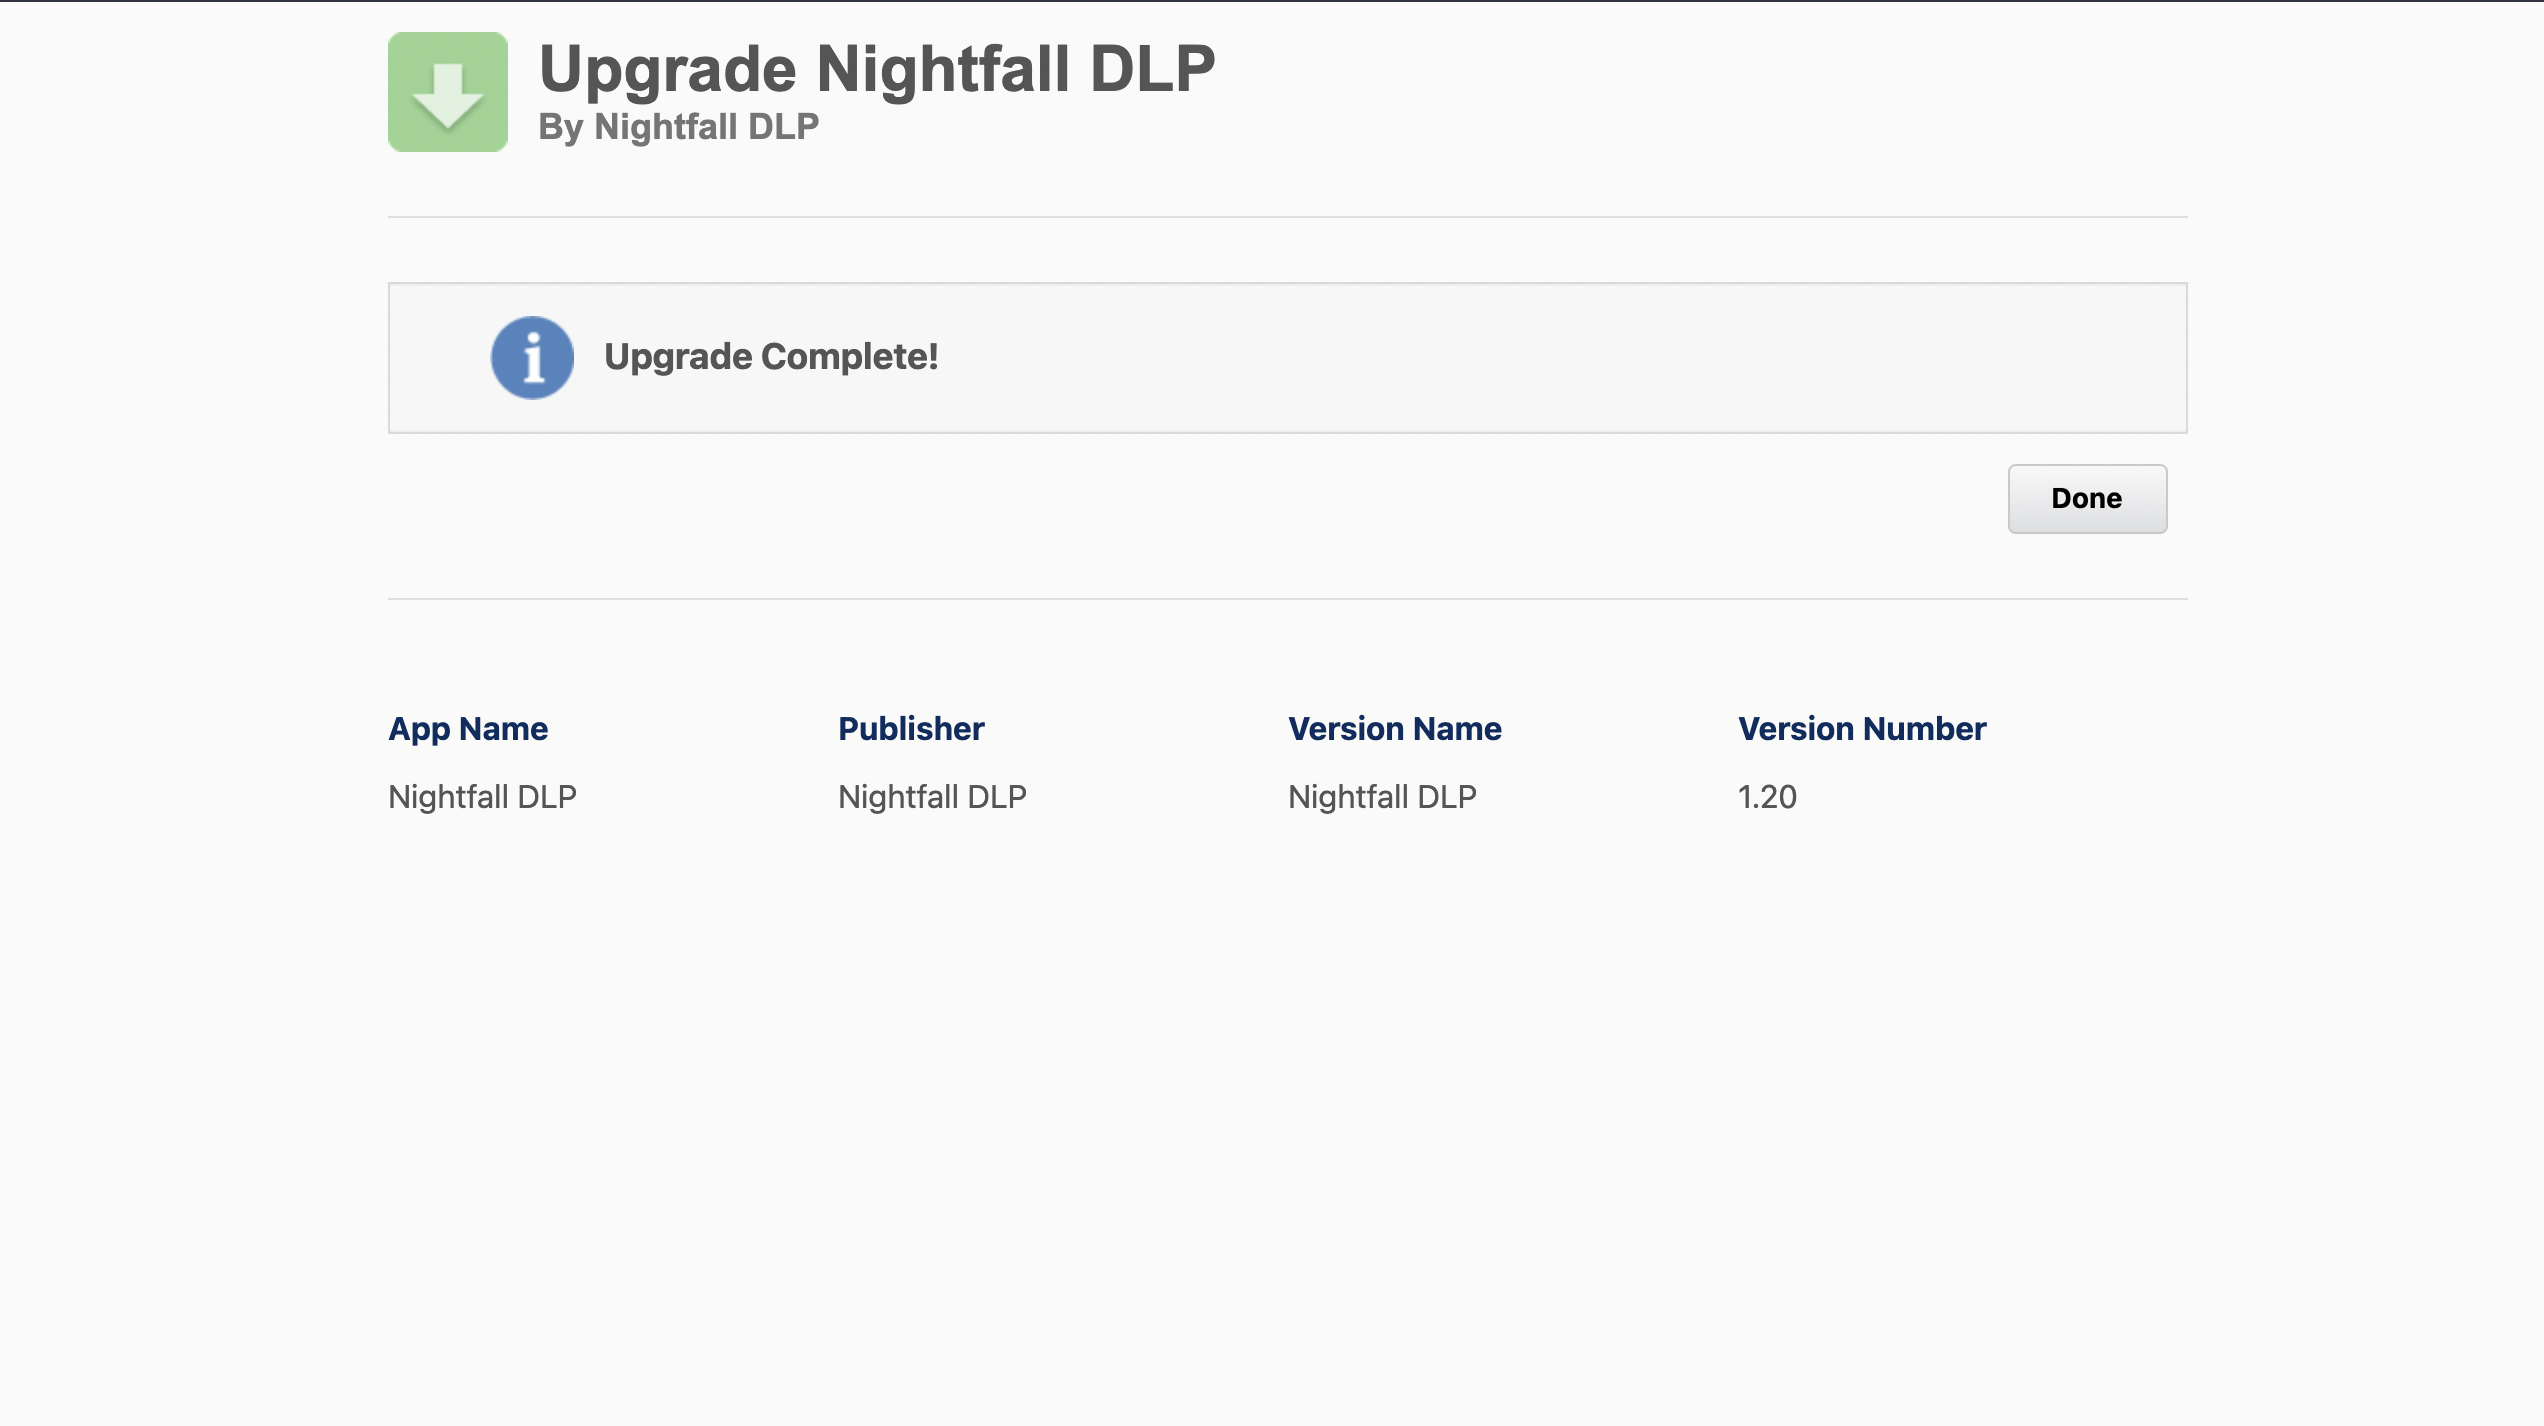 Upgrade Nightfall DLP
By Nightfall DLP
Upgrade Complete!
Done
App Name Publisher Version Name Version Number
Nightfall DLP Nightfall DLP Nightfall DLP 1.20